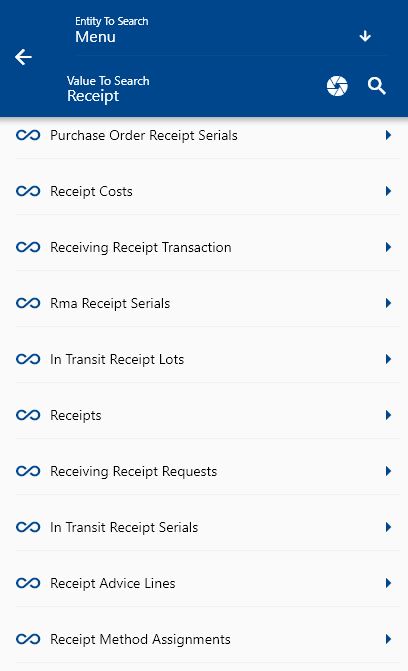 Entity To Search
Menu
Value To Search
Receipt
Purchase Order Receipt Serials
Receipt Costs
Receiving Receipt Transaction
Rma Receipt Serials
In Transit Receipt Lots
Receipts
Receiving Receipt Requests
In Transit Receipt Serials
Receipt Advice Lines
Receipt Method Assignments